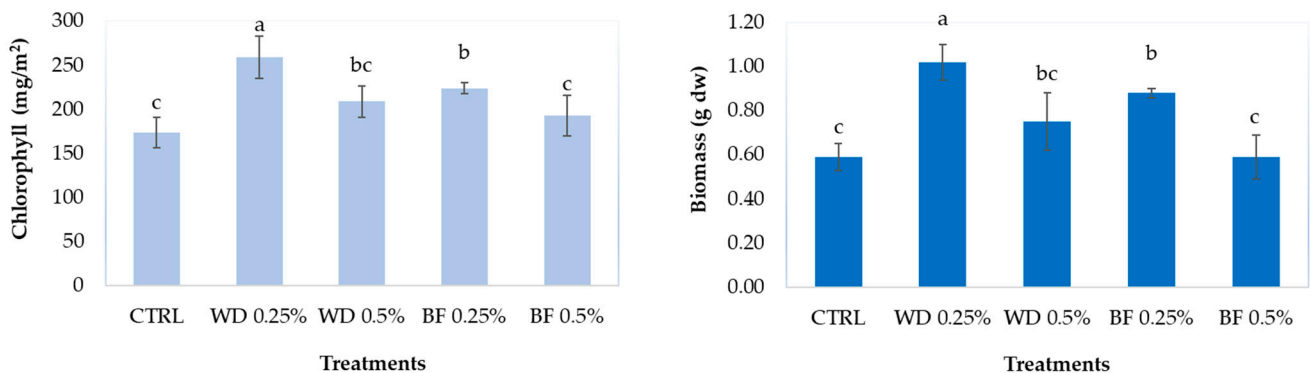 Chlorophyll (mg/m²)
300
250
200
150
100
50
0
c
a
bc
b
c
CTRL WD 0.25% WD 0.5% BF 0.25% BF 0.5%
Treatments
Biomass (g dw)
1.20
1.00
0.80
0.60
0.40
0.20
0.00
c
a
bc
b
c
CTRL WD 0.25% WD 0.5% BF 0.25% BF 0.5%
Treatments